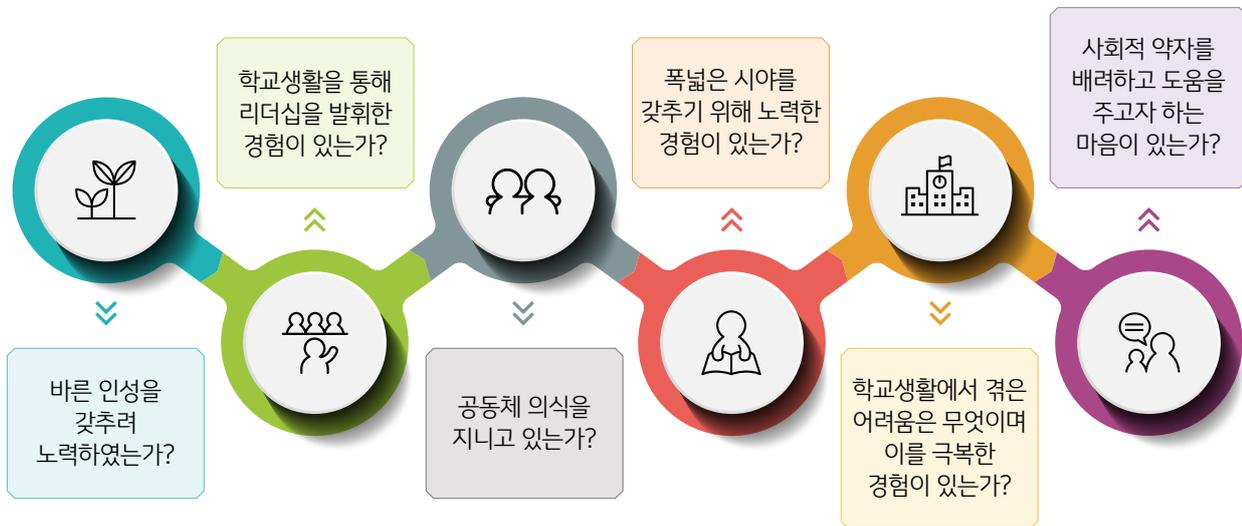 바른 인성을
갖추려
노력하였는가?
학교생활을 통해
리더십을 발휘한
경험이 있는가?
공동체 의식을
지니고 있는가?
폭넓은 시야를
갖추기 위해 노력한
경험이 있는가?
학교생활에서 겪은
어려움은 무엇이며
이를 극복한
경험이 있는가?
사회적 약자를
배려하고 도움을
주고자 하는
마음이 있는가?